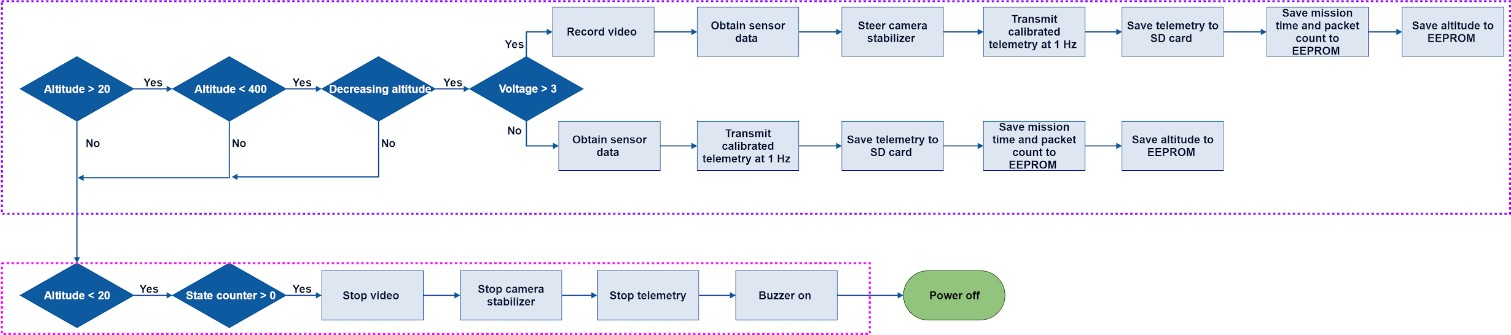 Record video
Obtain sensor
data
Steer camera
stabilizer
Transmit
calibrated
telemetry at 1 Hz
Save telemetry to
SD card
Save mission
time and packet
count to
EEPROM
Save altitude to
EEPROM
Yes
Altitude > 20
Yes
Altitude < 400
Yes
Decreasing altitude
Yes
Voltage > 3
No
No
No
No
Obtain sensor
data
Transmit
calibrated
telemetry at 1 Hz
Save telemetry to
SD card
Save mission
time and packet
count to
EEPROM
Save altitude to
EEPROM
Altitude < 20
Yes
State counter > 0
Yes
Stop video
Stop camera
stabilizer
Stop telemetry
Buzzer on
Power off